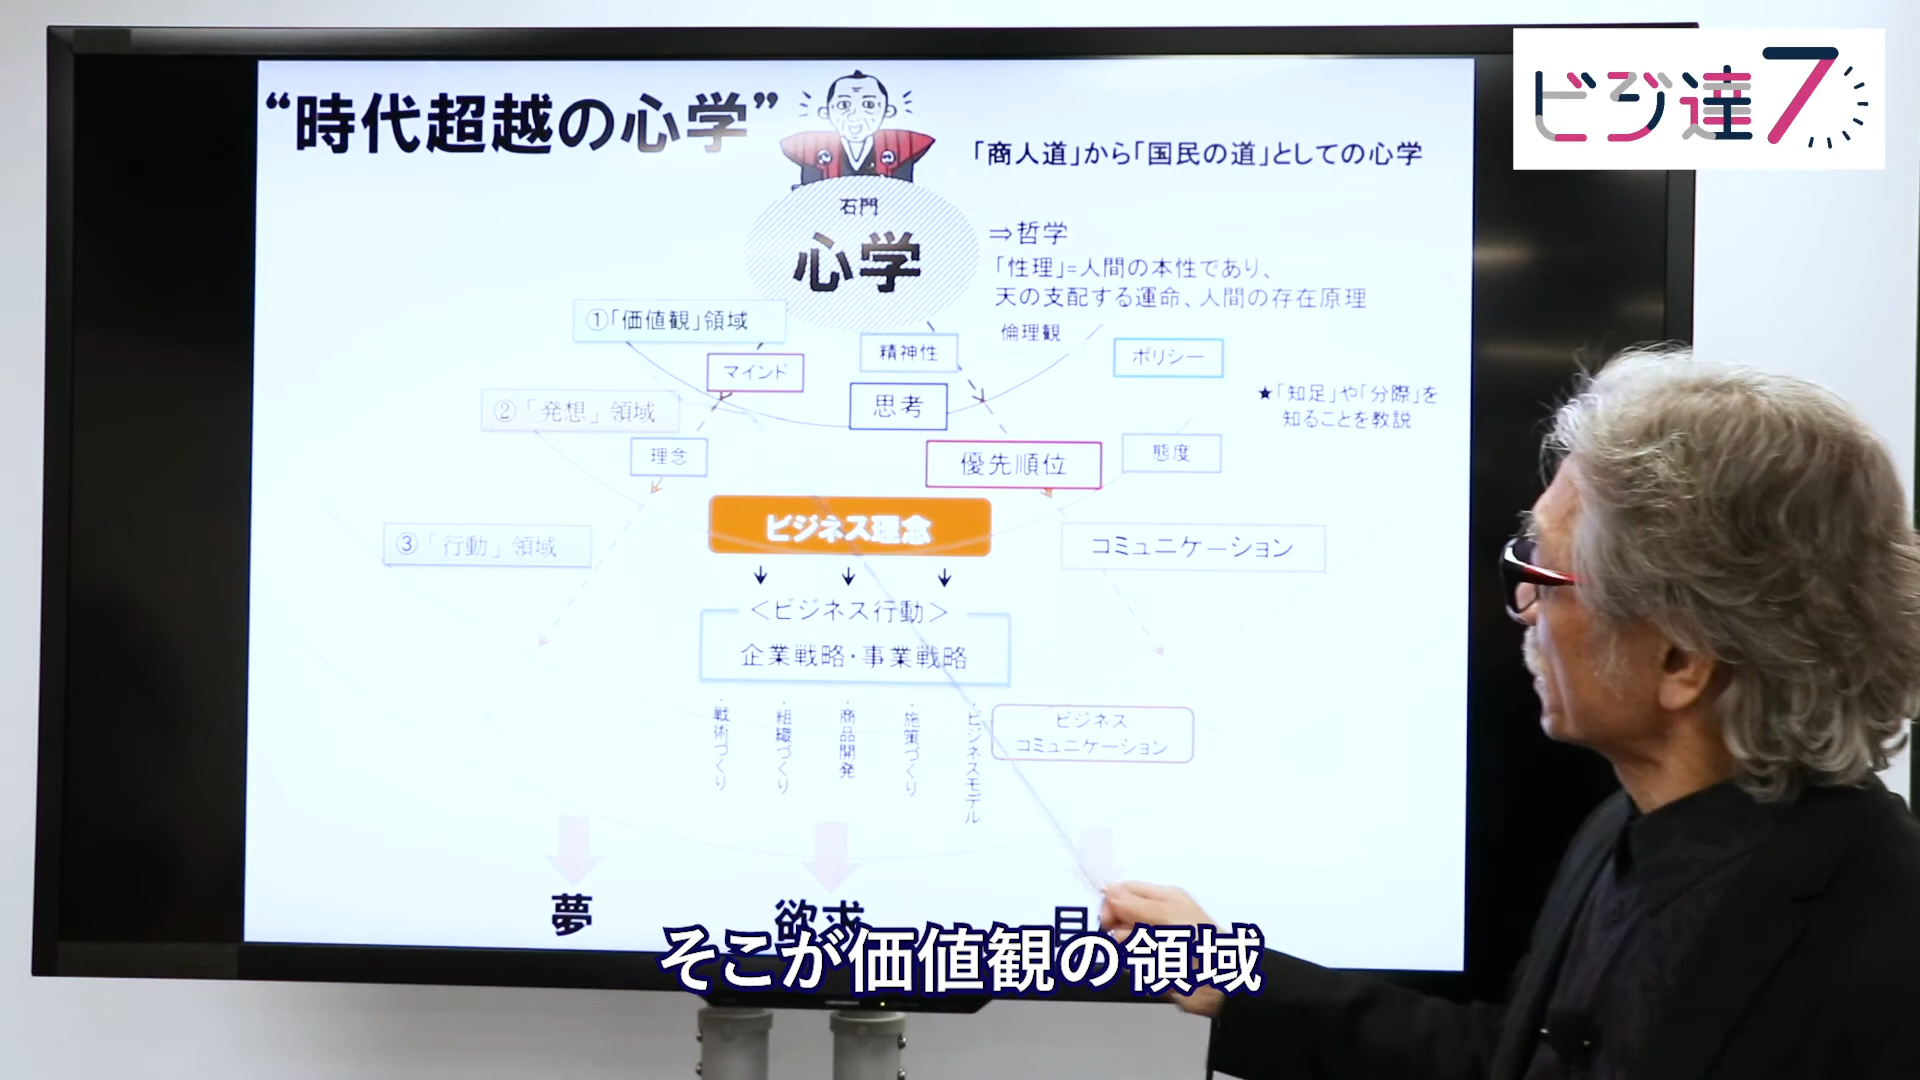 “時代超越の心学”
ビジ達7
「商人道」から「国民の道」としての心学
石門
心学
⇒哲学
「性理」=人間の本性であり、
天の支配する運命、人間の存在原理
①「価値観」領域
倫理観
精神性
ポリシー
マインド
思考
★「知足」や「分際」を
知ることを教説
②「発想」領域
理念
優先順位
態度
ビジネス理念
③「行動」領域
コミュニケーション
＜ビジネス行動＞
企業戦略・事業戦略
・戦術づくり
・組織づくり
・商品開発
・施策づくり
・ビジネスモデル
ビジネス
コミュニケーション
夢
欲求
目
そこが価値観の領域